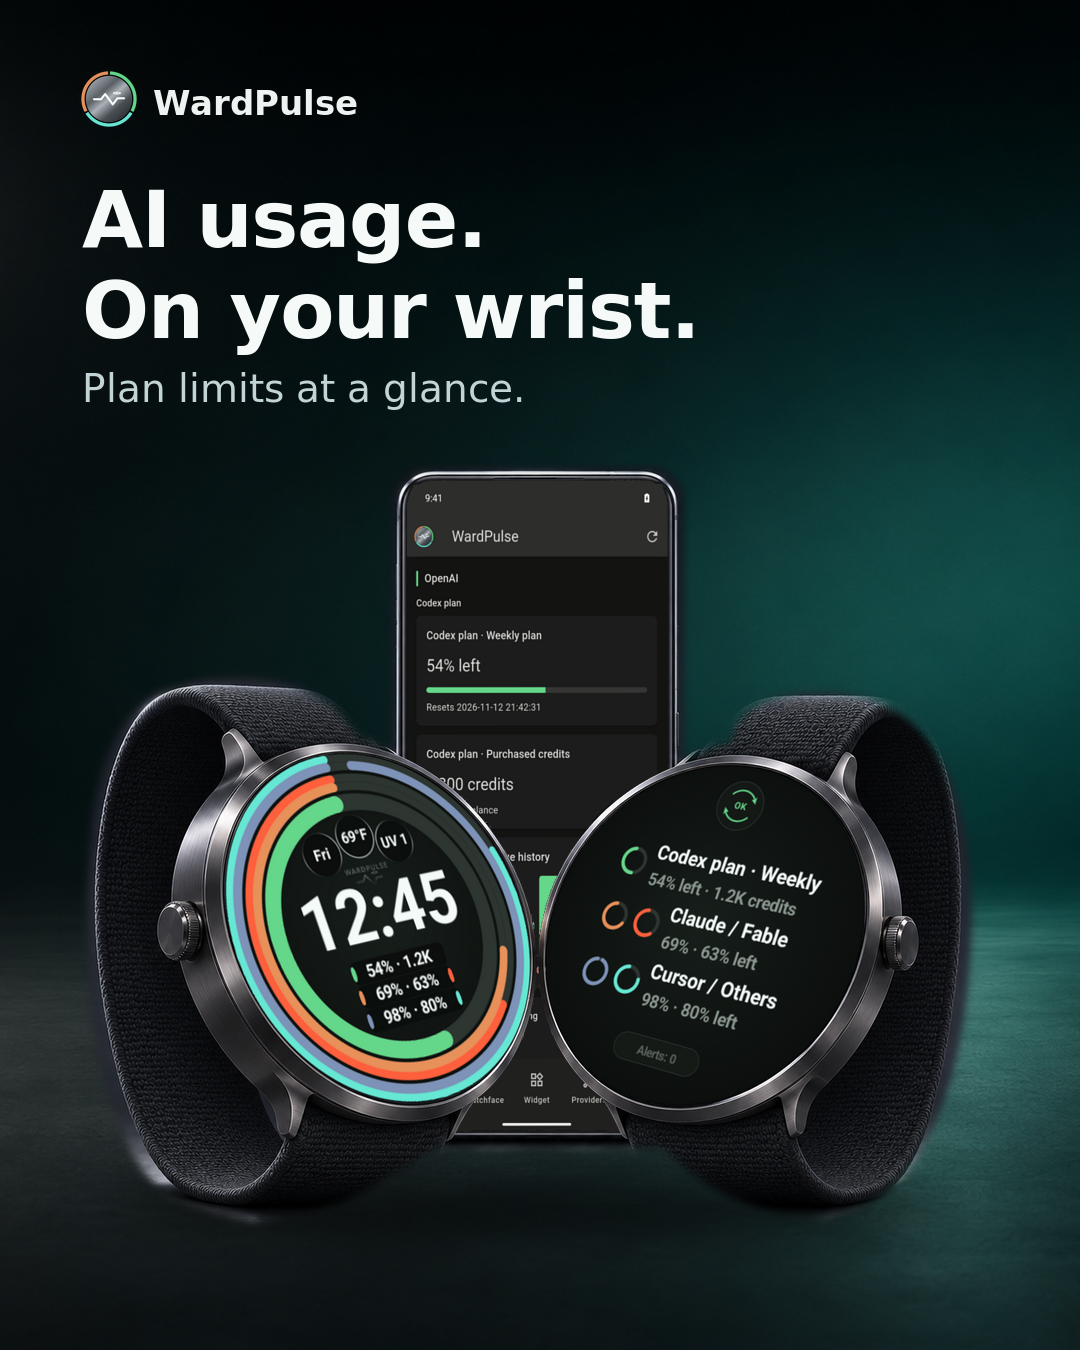 WardPulse
AI usage.
On your wrist.
Plan limits at a glance.
9:41
WardPulse
OpenAI
Codex plan
Codex plan · Weekly plan
54% left
Resets 2026-11-12 21:42:31
Codex plan · Purchased credits
credits
history
Widget
Fri
69°F
UV 1
WARDPULSE
12:45
54% · 1.2K
69% · 63%
98% · 80%
OK
Codex plan · Weekly
54% left · 1.2K credits
Claude / Fable
69% · 63% left
Cursor / Others
98% · 80% left
Alerts: 0